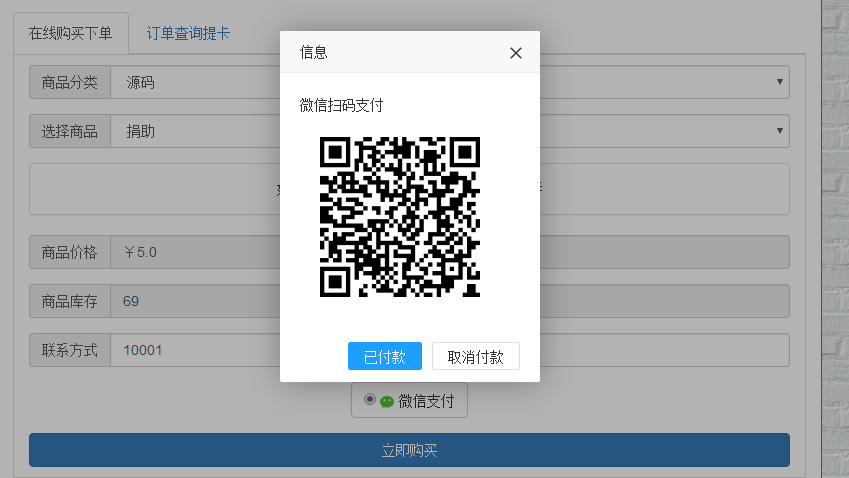 在线购买下单 订单查询提卡
信息
商品分类 源码
微信扫码支付
选择商品 捐助
商品价格 ￥5.0
商品库存 69
联系方式 10001
已付款 取消付款
微信支付
立即购买